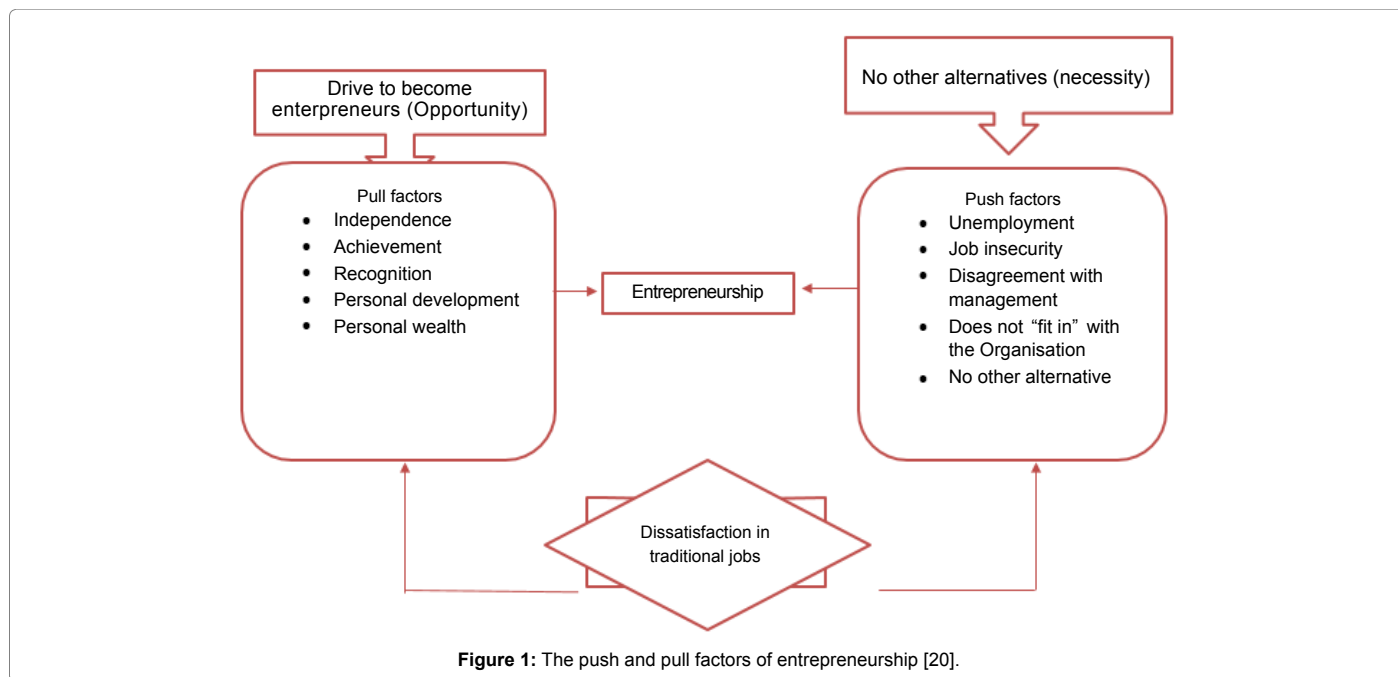 Drive to become
enterpreneurs (Opportunity)
No other alternatives (necessity)
Pull factors
● Independence
● Achievement
● Recognition
● Personal development
● Personal wealth
Entrepreneurship
Push factors
● Unemployment
● Job insecurity
● Disagreement with
management
● Does not “fit in” with
the Organisation
● No other alternative
Dissatisfaction in
traditional jobs
Figure 1: The push and pull factors of entrepreneurship [20].